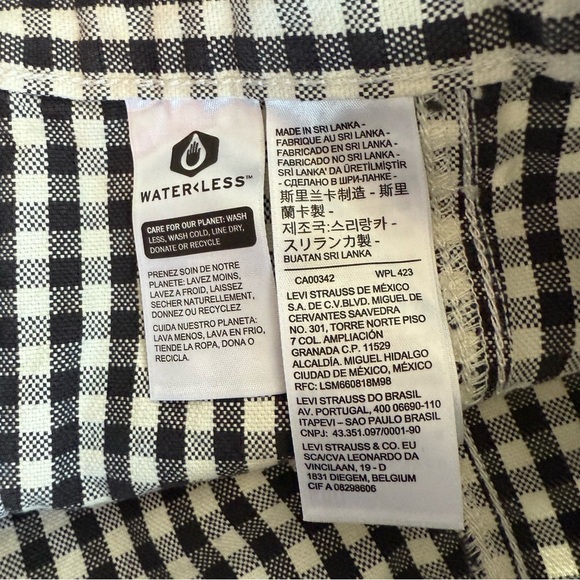 WATER<LESS™
CARE FOR OUR PLANET: WASH
LESS, WASH COLD, LINE DRY,
DONATE OR RECYCLE
PRENEZ SOIN DE NOTRE
PLANETE: LAVEZ MOINS,
LAVEZ A FROID, LAISSEZ
SECHER NATURELLEMENT,
DONNEZ OU RECYCLEZ
CUIDA NUESTRO PLANETA:
LAVA MENOS, LAVA EN FRIO,
TIENDE LA ROPA, DONA O
RECICLA.
MADE IN SRI LANKA -
FABRIQUE AU SRI LANKA -
FABRICADO EN SRI LANKA -
FABRICADO NO SRI LANKA -
SRI LANKA' DA ÜRETİLMİŞTİR
- СДЕЛАНО В ШРИ-ЛАНКЕ -
斯里兰卡制造 - 斯里
蘭卡製 -
제조국:스리랑카 -
スリランカ製 -
BUATAN SRI LANKA
CA00342 WPL 423
LEVI STRAUSS DE MÉXICO
S.A. DE C.V.BLVD. MIGUEL DE
CERVANTES SAAVEDRA
NO. 301, TORRE NORTE PISO
7 COL. AMPLIACIÓN
GRANADA C.P. 11529
ALCALDÍA. MIGUEL HIDALGO
CIUDAD DE MÉXICO, MÉXICO
RFC: LSM660818M98
LEVI STRAUSS DO BRASIL
AV. PORTUGAL, 400 06690-110
ITAPEVI – SAO PAULO BRASIL
CNPJ: 43.351.097/0001-90
LEVI STRAUSS & CO. EU
SCA/CVA LEONARDO DA
VINCILAAN, 19 - D
1831 DIEGEM, BELGIUM
CIF A 08298606